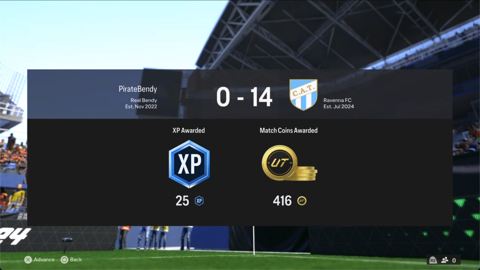 PirateBendy
Real Bendy
Est. Nov 2022
0 - 14
C.A.T.
Ravenna FC
Est. Jul 2024
XP Awarded
Match Coins Awarded
XP
UT
25 XP
416
Advance
Back
0